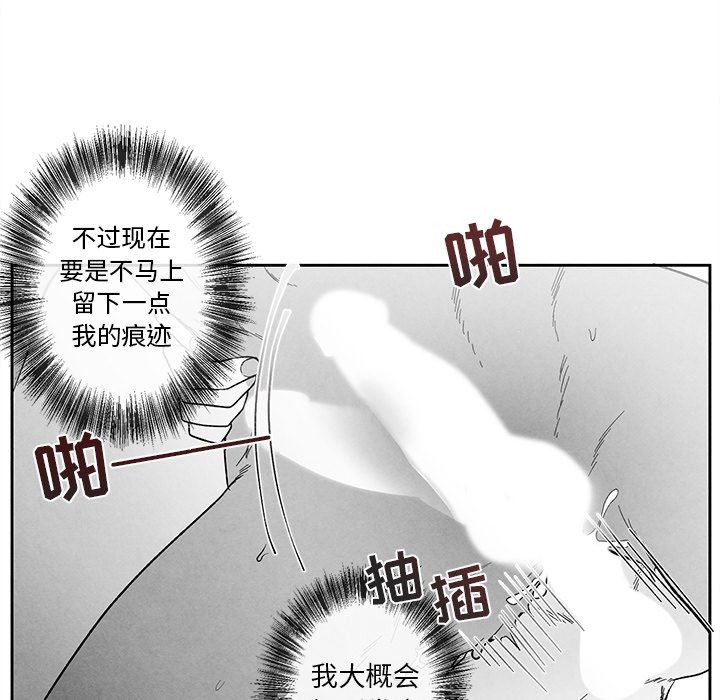 不过现在
要是不马上
留下一点
我的痕迹
啪
啪
抽插
我大概会